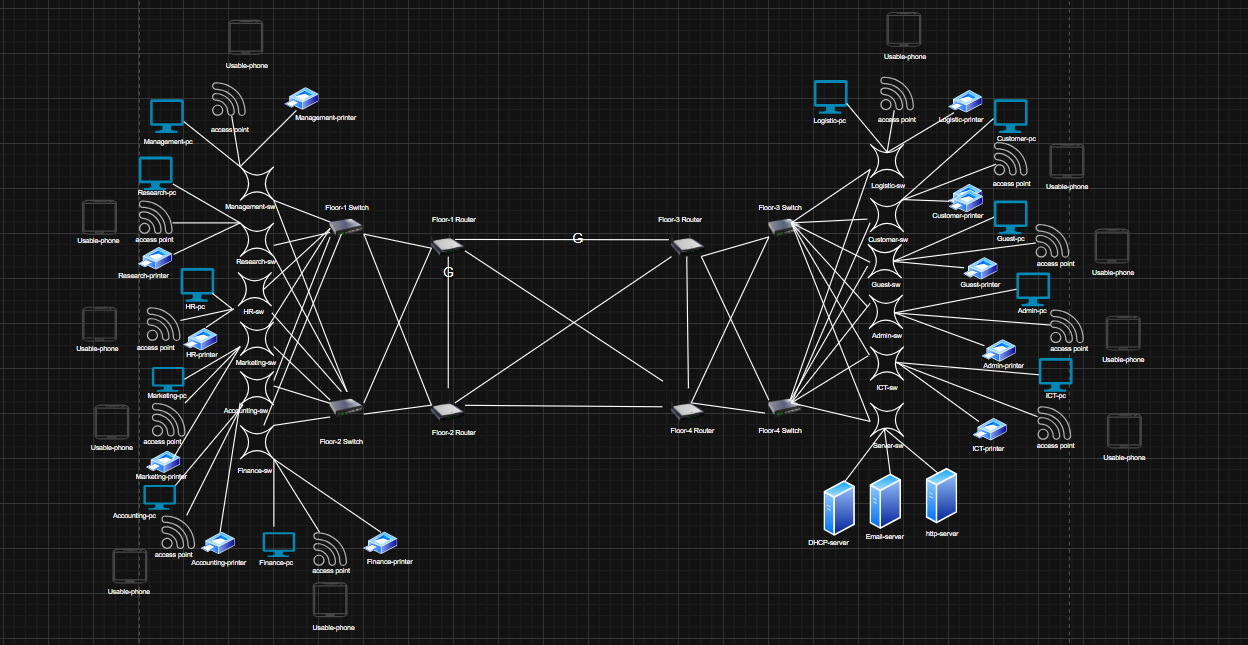 Usable-phone
Usable-phone
access point
Management-printer
Management-pc
Logistic-pc
access point
Logistic-printer
Customer-pc
Research-pc
Management-sw
Logistic-sw
access point
Usable-phone
Floor-1 Switch
Floor-1 Router
Floor-3 Router
Floor-3 Switch
Customer-printer
Usable-phone
access point
G
Customer-sw
Guest-pc
Research-sw
Research-printer
G
Guest-sw
access point
Guest-printer
Usable-phone
HR-pc
HR-sw
Admin-pc
Usable-phone
access point
HR-printer
Admin-sw
access point
Usable-phone
Marketing-sw
Admin-printer
Marketing-pc
ICT-sw
ICT-pc
Accounting-sw
Usable-phone
access point
Floor-2 Switch
Floor-2 Router
Floor-4 Router
Floor-4 Switch
Server-sw
access point
Usable-phone
ICT-printer
Marketing-printer
Finance-sw
Accounting-pc
access point
Accounting-printer
Finance-pc
access point
Finance-printer
DHCP-server
Email-server
http-server
Usable-phone
Usable-phone